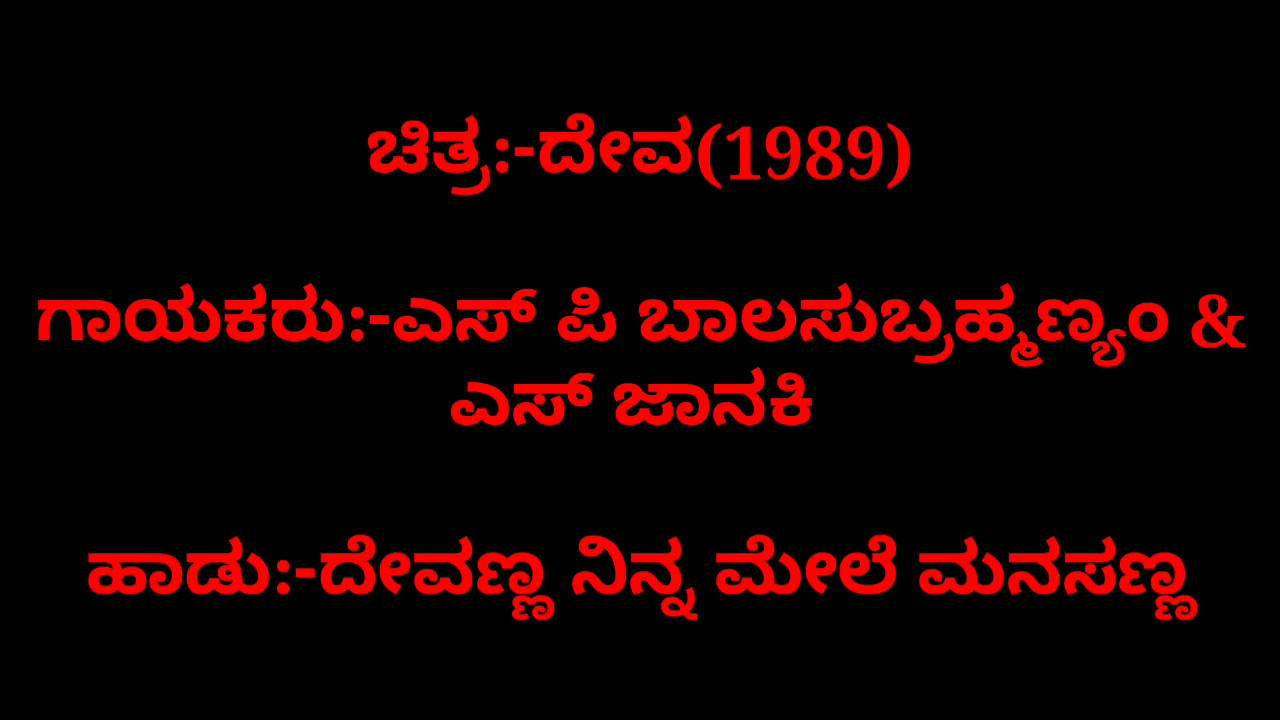 ಚಿತ್ರ:-ದೇವ(1989)
ಗಾಯಕರು:-ಎಸ್ ಪಿ ಬಾಲಸುಬ್ರಹ್ಮಣ್ಯಂ &
ಎಸ್ ಜಾನಕಿ
ಹಾಡು:-ದೇವಣ್ಣ ನಿನ್ನ ಮೇಲೆ ಮನಸಣ್ಣ